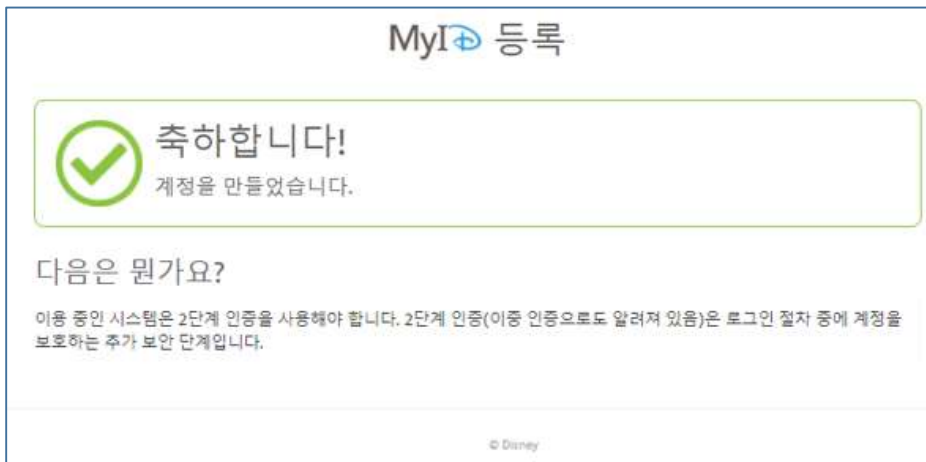 MyID 등록
축하합니다!
계정을 만들었습니다.
다음은 뭔가요?
이용 중인 시스템은 2단계 인증을 사용해야 합니다. 2단계 인증(이중 인증으로도 알려져 있음)은 로그인 절차 중에 계정을
보호하는 추가 보안 단계입니다.
© Disney